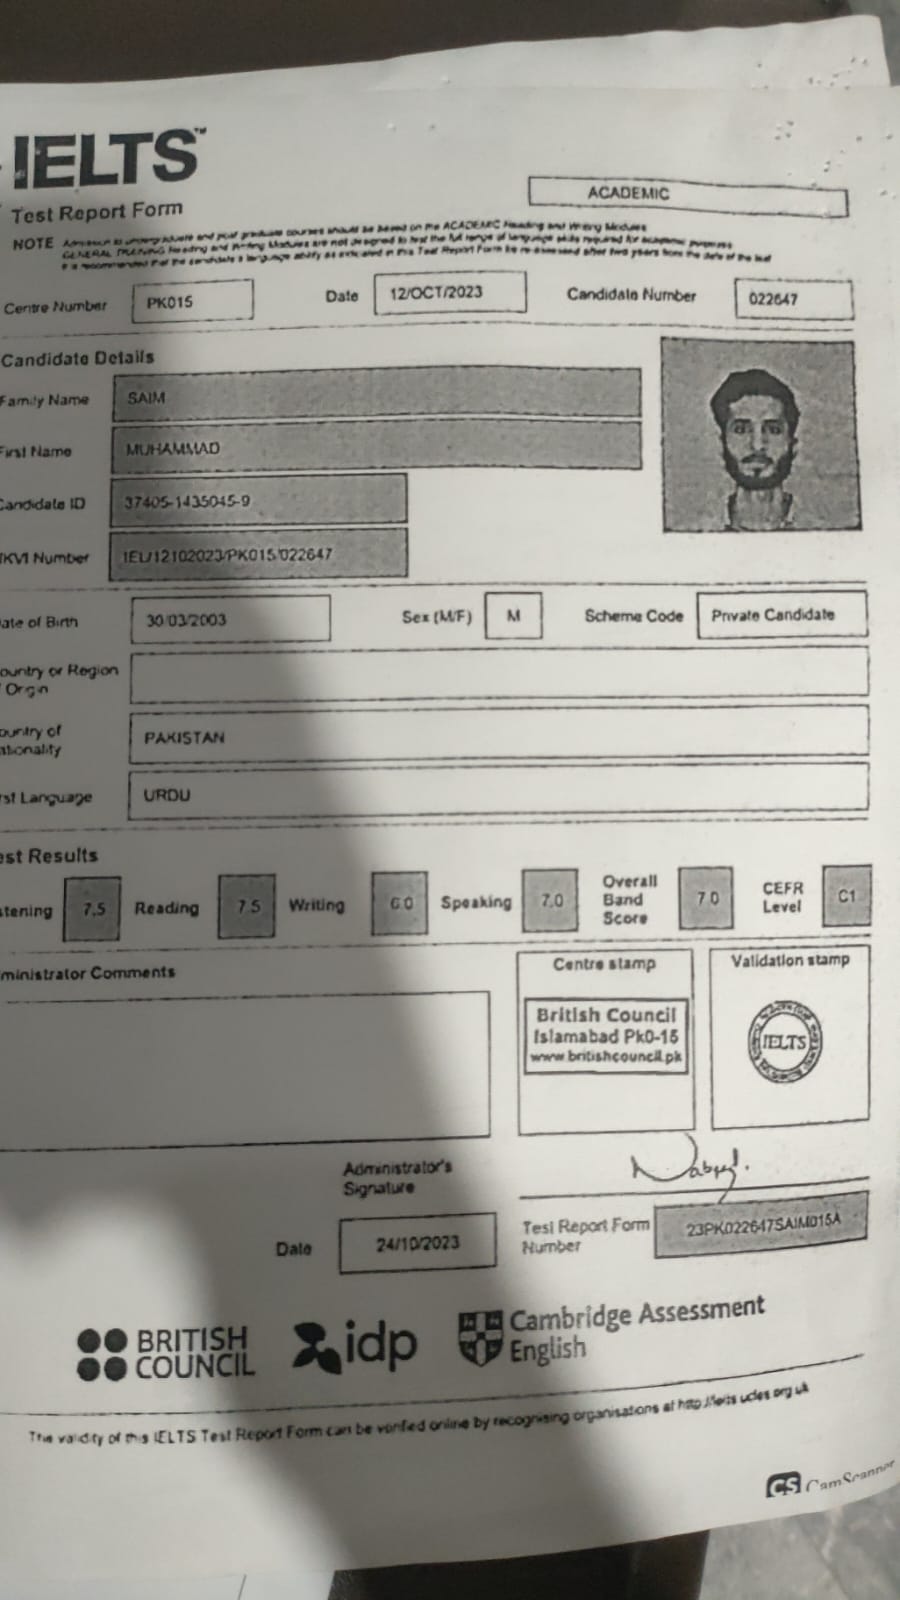 IELTS™
Test Report Form
ACADEMIC
NOTE Admission to undergraduate and post graduate courses should be based on the ACADEMIC Reading and Writing Modules
GENERAL TRAINING Reading and Writing Modules are not designed to test the full range of language skills required for academic purposes
It is recommended that the candidate's language ability as indicated in this Test Report Form be re-assessed after two years from the date of the test
Centre Number PK015 Date 12/OCT/2023 Candidate Number 022647
Candidate Details
Family Name SAIM
First Name MUHAMMAD
Candidate ID 37405-1435045-9
KVI Number IEL/12102023/PK015/022647
ate of Birth 30/03/2003 Sex (M/F) M Scheme Code Private Candidate
ountry or Region
Origin
ountry of
ationality PAKISTAN
rst Language URDU
est Results
tening 7.5 Reading 7.5 Writing 6.0 Speaking 7.0 Overall Band Score 7.0 CEFR Level C1
ministrator Comments
Centre stamp
Validation stamp
British Council
Islamabad Pk0-15
www.britishcouncil.pk
IELTS
Administrator's
Signature
Nabeel
Date 24/10/2023
Test Report Form
Number 23PK022647SAIM015A
BRITISH
COUNCIL
idp
Cambridge Assessment
English
The validity of this IELTS Test Report Form can be verified online by recognising organisations at http://ielts.ucles.org.uk
CS CamScanner